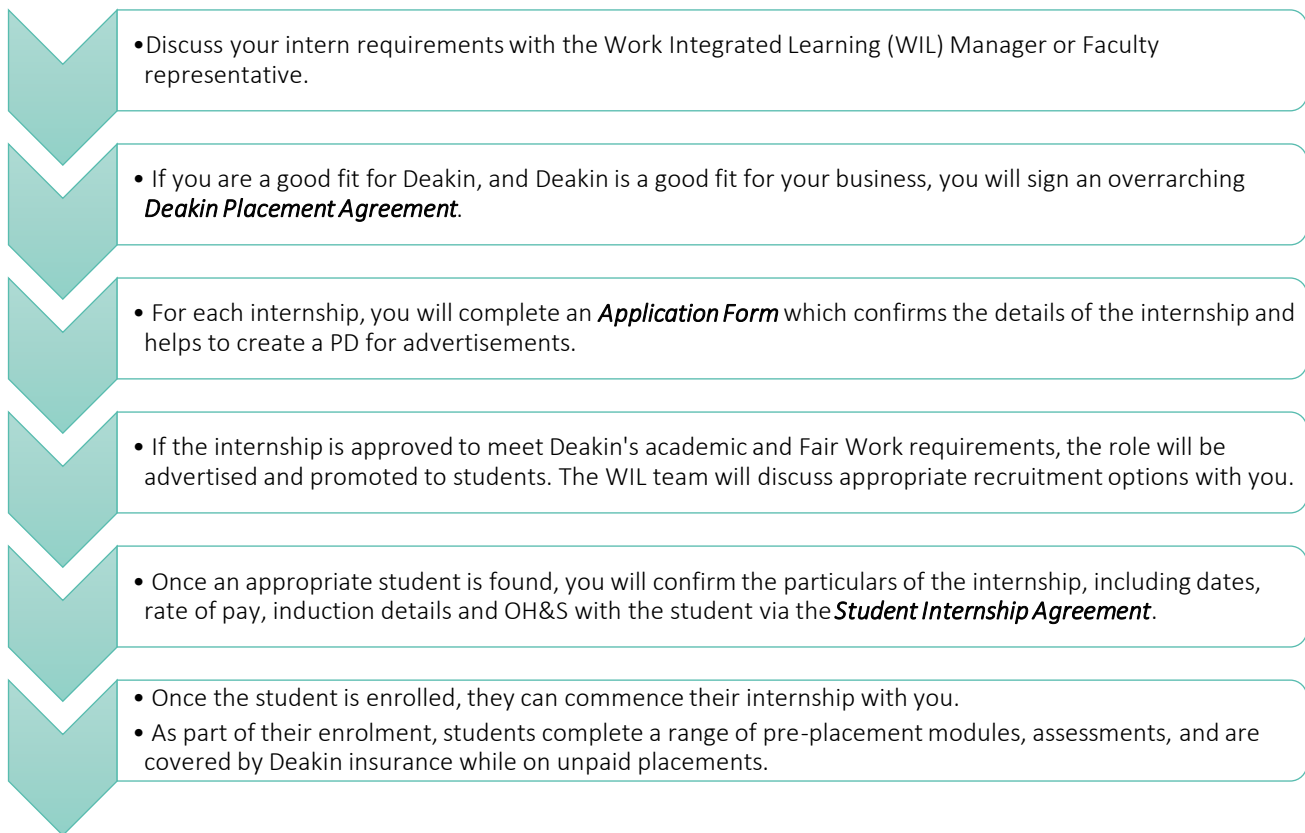 •Discuss your intern requirements with the Work Integrated Learning (WIL) Manager or Faculty
representative.
• If you are a good fit for Deakin, and Deakin is a good fit for your business, you will sign an overrarching
Deakin Placement Agreement.
• For each internship, you will complete an Application Form which confirms the details of the internship and
helps to create a PD for advertisements.
• If the internship is approved to meet Deakin's academic and Fair Work requirements, the role will be
advertised and promoted to students. The WIL team will discuss appropriate recruitment options with you.
• Once an appropriate student is found, you will confirm the particulars of the internship, including dates,
rate of pay, induction details and OH&S with the student via the Student Internship Agreement.
• Once the student is enrolled, they can commence their internship with you.
• As part of their enrolment, students complete a range of pre-placement modules, assessments, and are
covered by Deakin insurance while on unpaid placements.